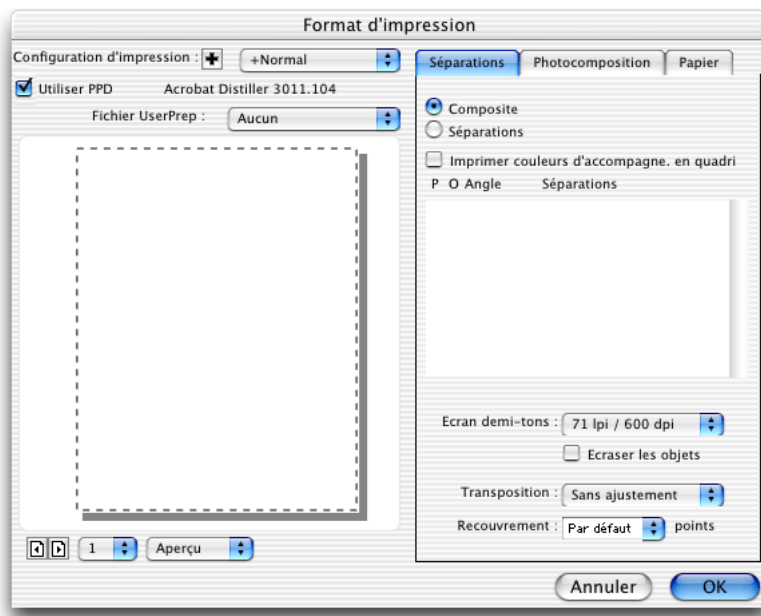 Format d'impression
Configuration d'impression : +Normal
Utiliser PPD Acrobat Distiller 3011.104
Fichier UserPrep : Aucun
1 Aperçu
Séparations Photocomposition Papier
Composite
Séparations
Imprimer couleurs d'accompagne. en quadri
P O Angle Séparations
Ecran demi-tons : 71 lpi / 600 dpi
Ecraser les objets
Transposition : Sans ajustement
Recouvrement : Par défaut points
Annuler OK